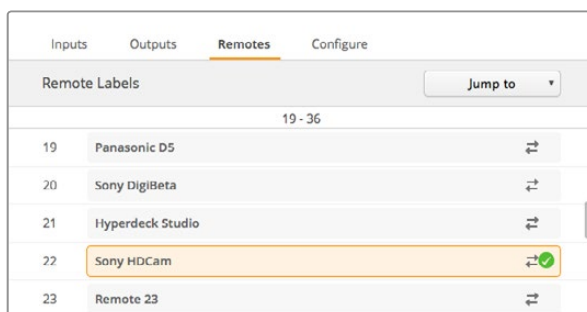 Inputs Outputs Remotes Configure
Remote Labels Jump to
19 - 36
19 Panasonic D5
20 Sony DigiBeta
21 Hyperdeck Studio
22 Sony HDCam
23 Remote 23